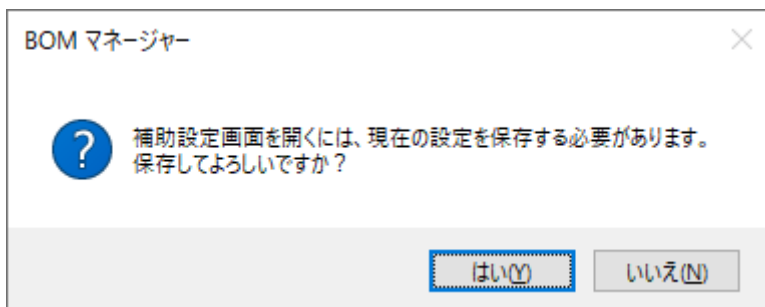 BOM マネージャー
補助設定画面を開くには、現在の設定を保存する必要があります。
保存してよろしいですか？
はい(Y)
いいえ(N)